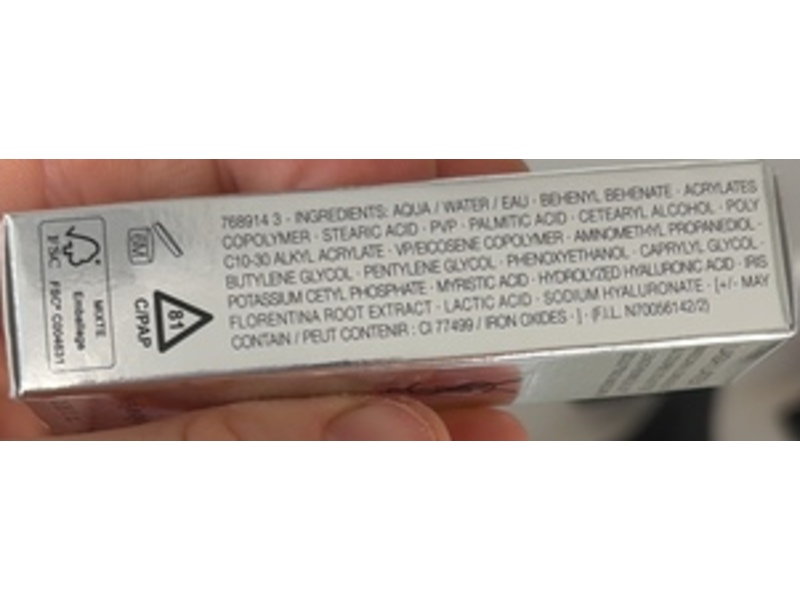 768914 3 - INGREDIENTS: AQUA / WATER / EAU · BEHENYL BEHENATE · ACRYLATES
COPOLYMER · STEARIC ACID · PVP · PALMITIC ACID · CETEARYL ALCOHOL · POLY
C10-30 ALKYL ACRYLATE · VP/EICOSENE COPOLYMER · AMINOMETHYL PROPANEDIOL ·
BUTYLENE GLYCOL · PENTYLENE GLYCOL · PHENOXYETHANOL · CAPRYLYL GLYCOL ·
POTASSIUM CETYL PHOSPHATE · MYRISTIC ACID · HYDROLYZED HYALURONIC ACID · IRIS
FLORENTINA ROOT EXTRACT · LACTIC ACID · SODIUM HYALURONATE · [+/- MAY
CONTAIN / PEUT CONTENIR : CI 77499 / IRON OXIDES · ] · (F.I.L. N70056142/2)
6M
81
C/PAP
MIXTE
Emballage
FSC
FSC® C004631